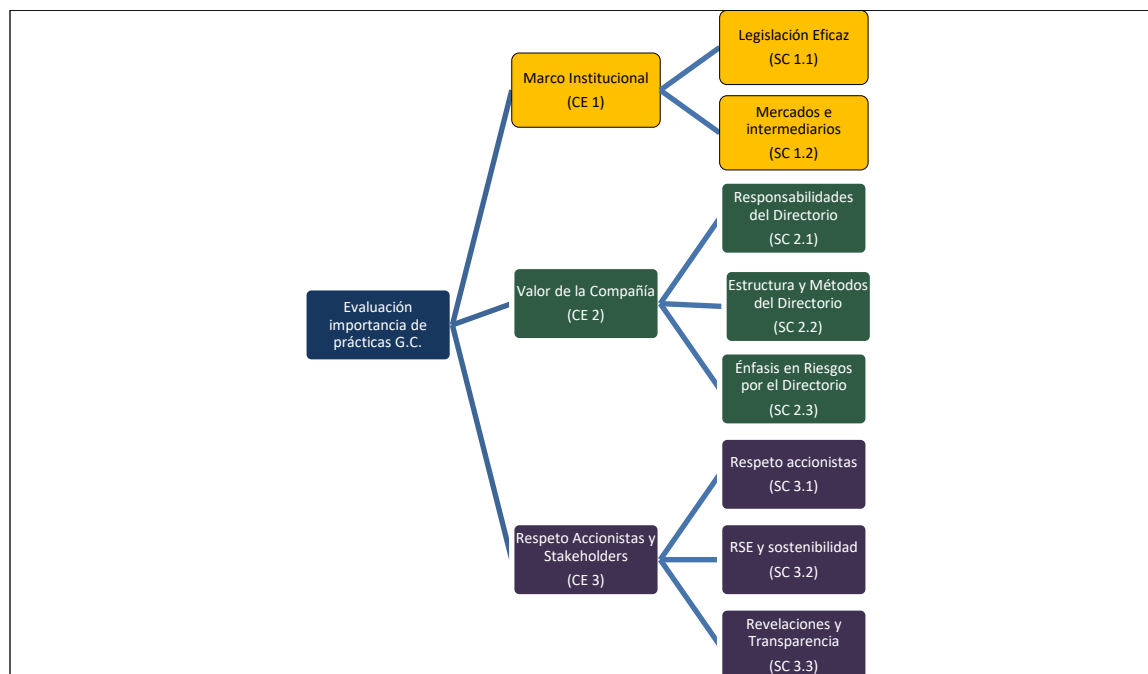 Evaluación
importancia de
prácticas G.C.
Marco Institucional
(CE 1)
Legislación Eficaz
(SC 1.1)
Mercados e
intermediarios
(SC 1.2)
Valor de la Compañía
(CE 2)
Responsabilidades
del Directorio
(SC 2.1)
Estructura y Métodos
del Directorio
(SC 2.2)
Énfasis en Riesgos
por el Directorio
(SC 2.3)
Respeto Accionistas y
Stakeholders
(CE 3)
Respeto accionistas
(SC 3.1)
RSE y sostenibilidad
(SC 3.2)
Revelaciones y
Transparencia
(SC 3.3)